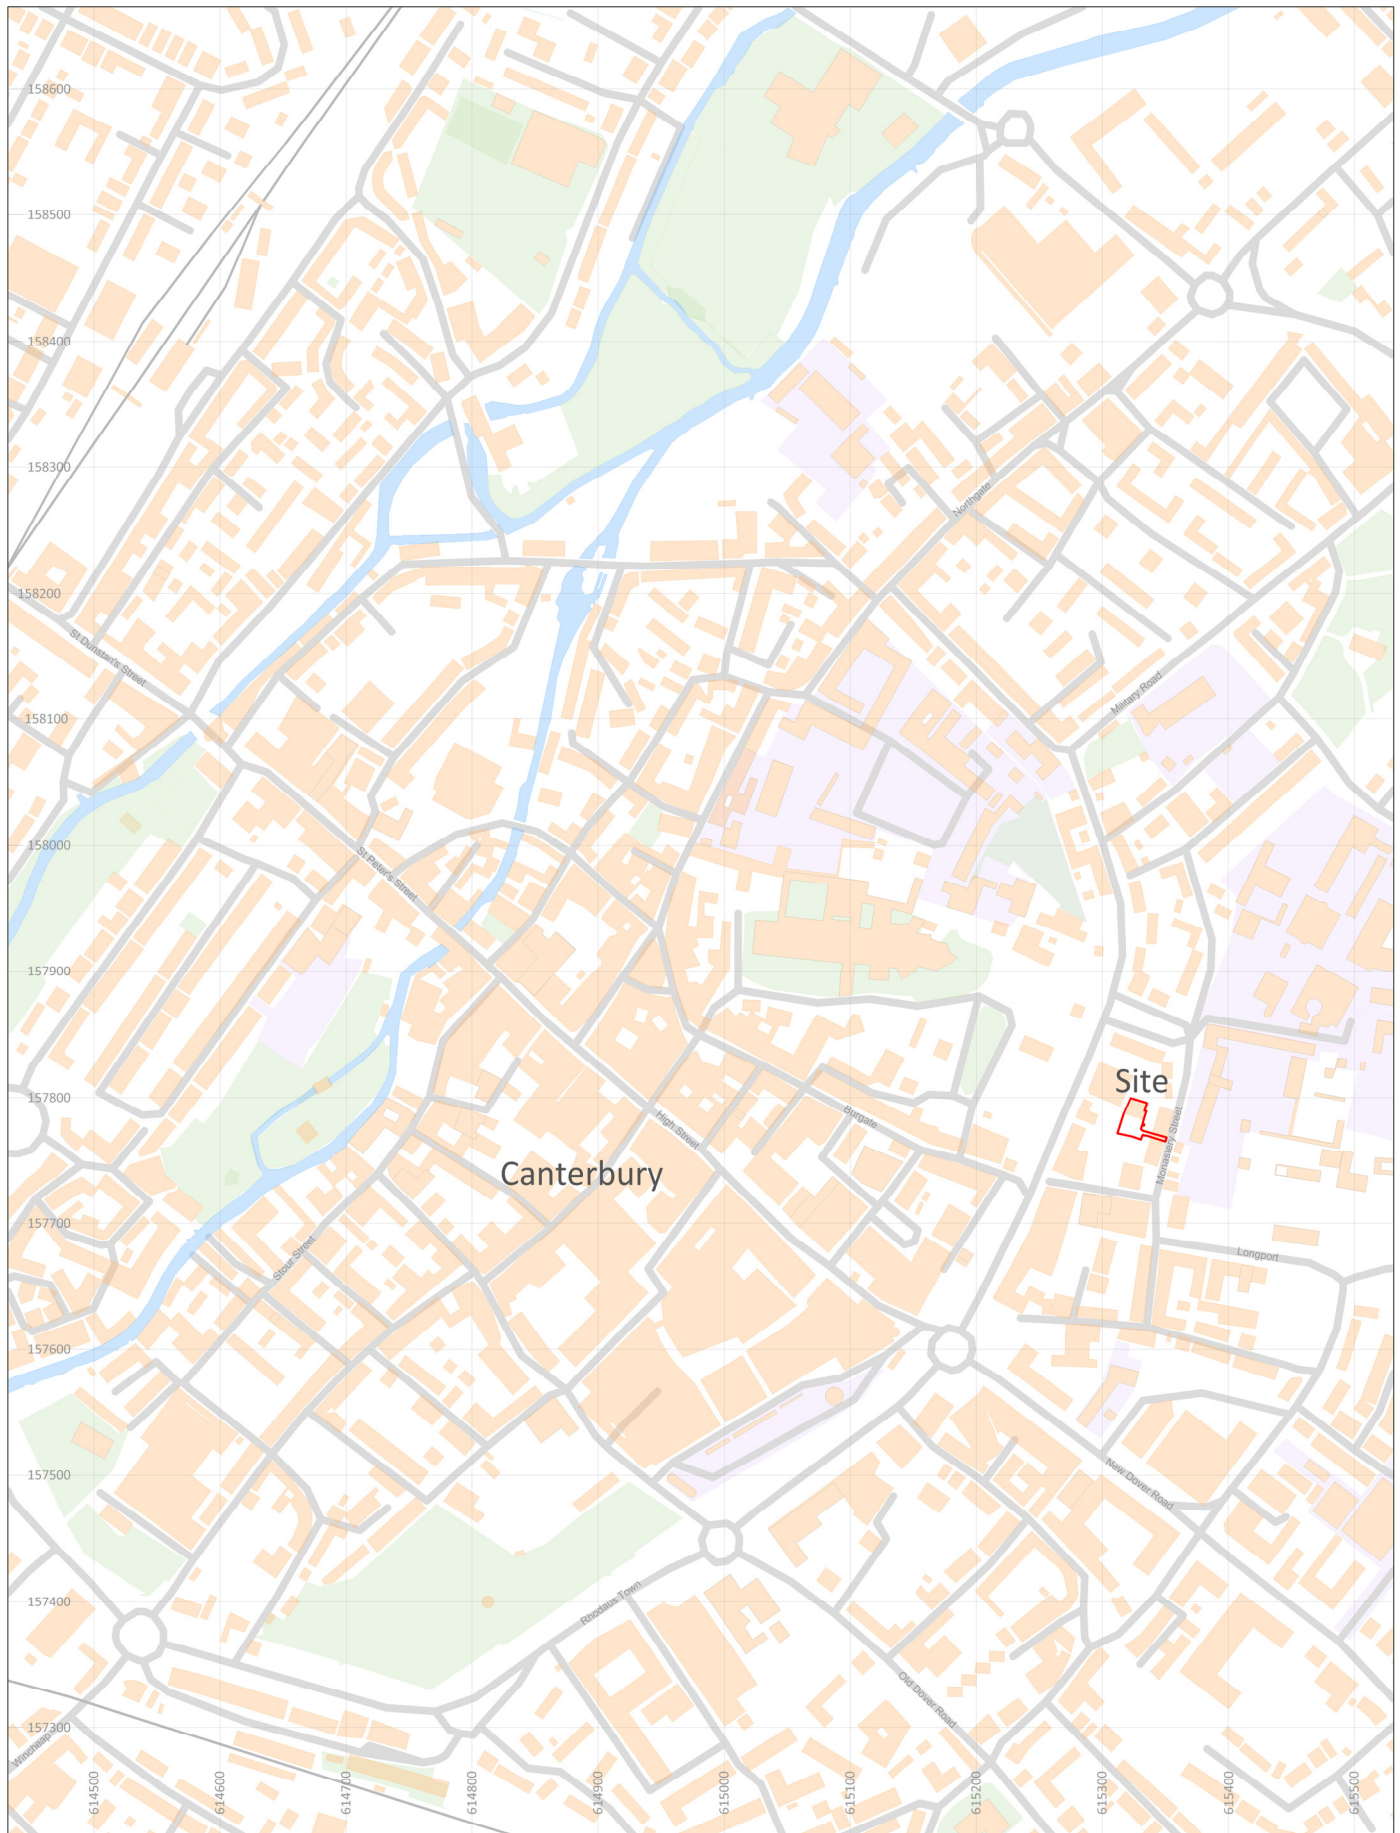 158600
158500
158400
158300
Northgate
158200
St Dunstan's Street
Military Road
158100
158000
St Peter's Street
157900
Site
157800
High Street
Burgate
Monastery Street
Canterbury
157700
Stour Street
Longport
157600
157500
New Dover Road
Rhodaus Town
157400
Old Dover Road
157300
Wincheap
614500
614600
614700
614800
614900
615000
615100
615200
615300
615400
615500